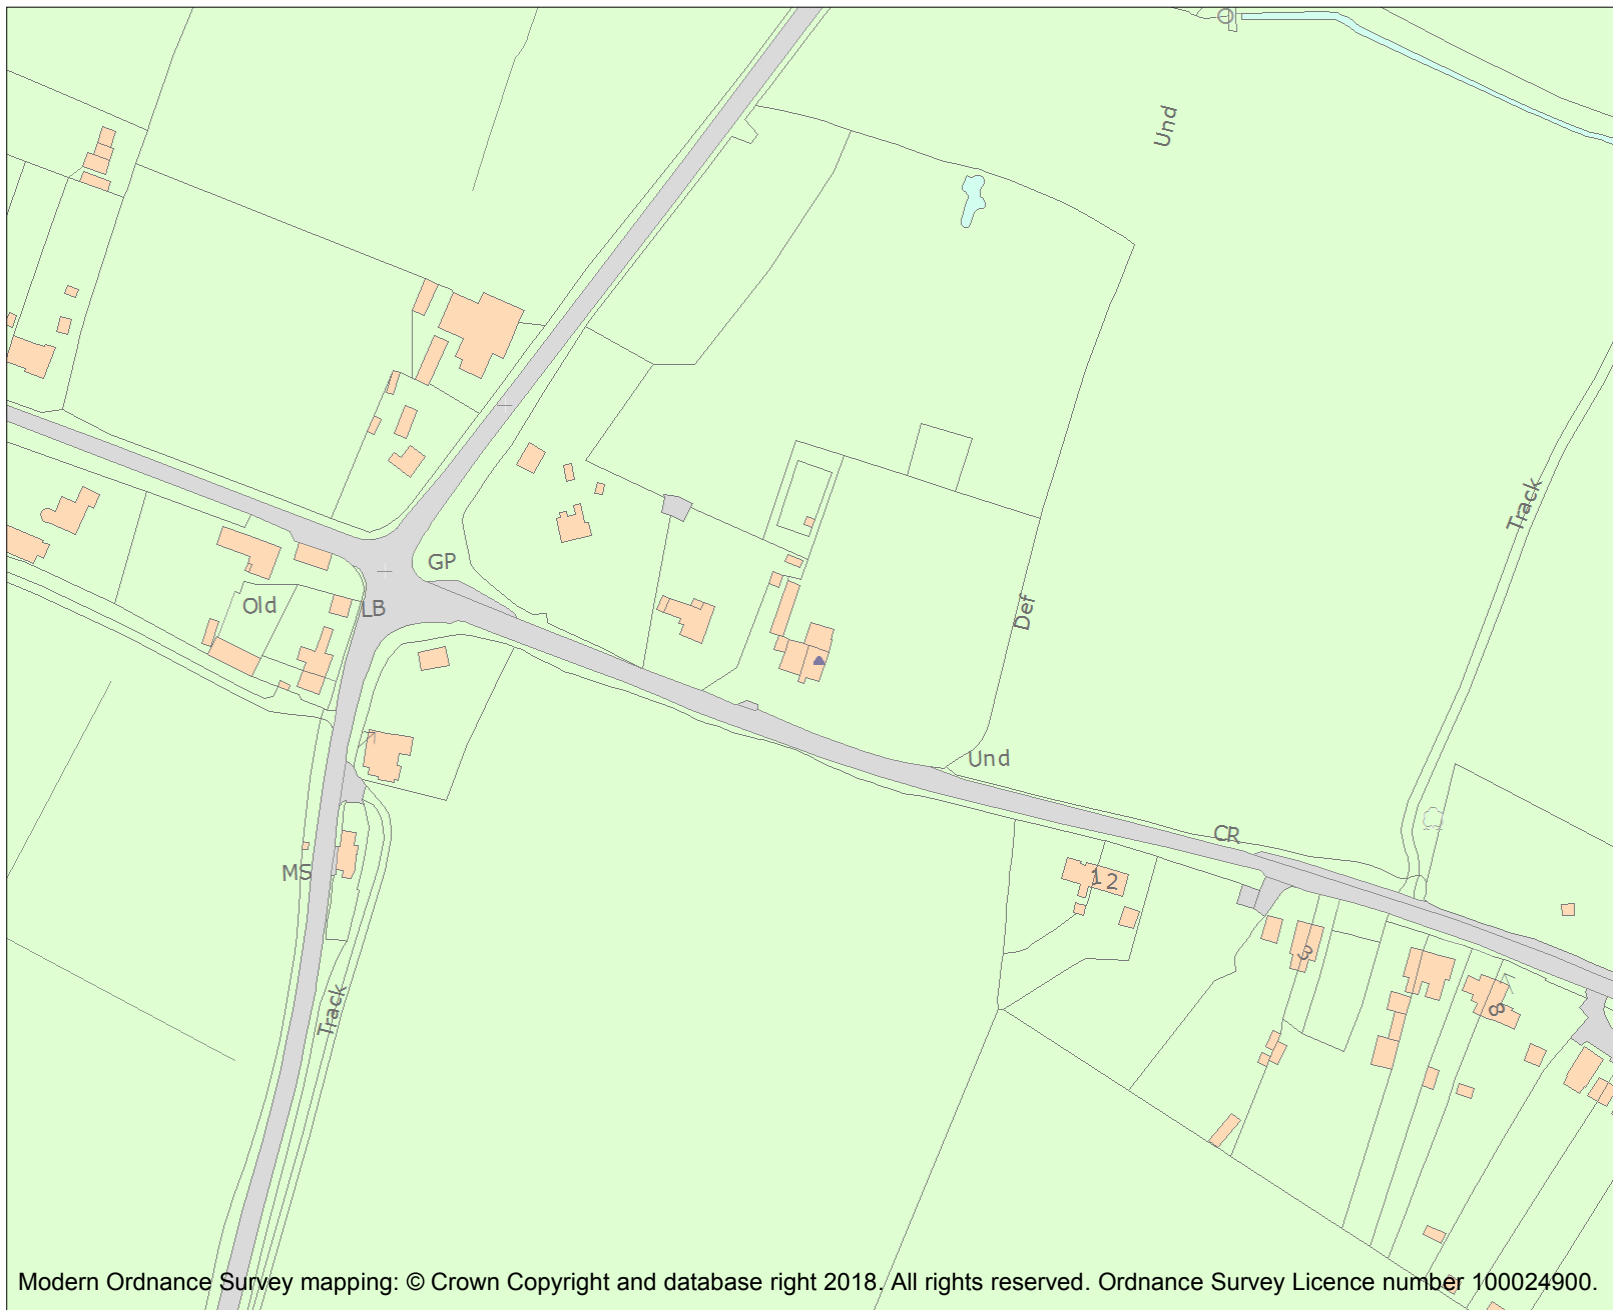 Und
Track
GP
Old
LB
Def
Und
CR
MS
12
3
Track
8
Modern Ordnance Survey mapping: © Crown Copyright and database right 2018. All rights reserved. Ordnance Survey Licence number 100024900.